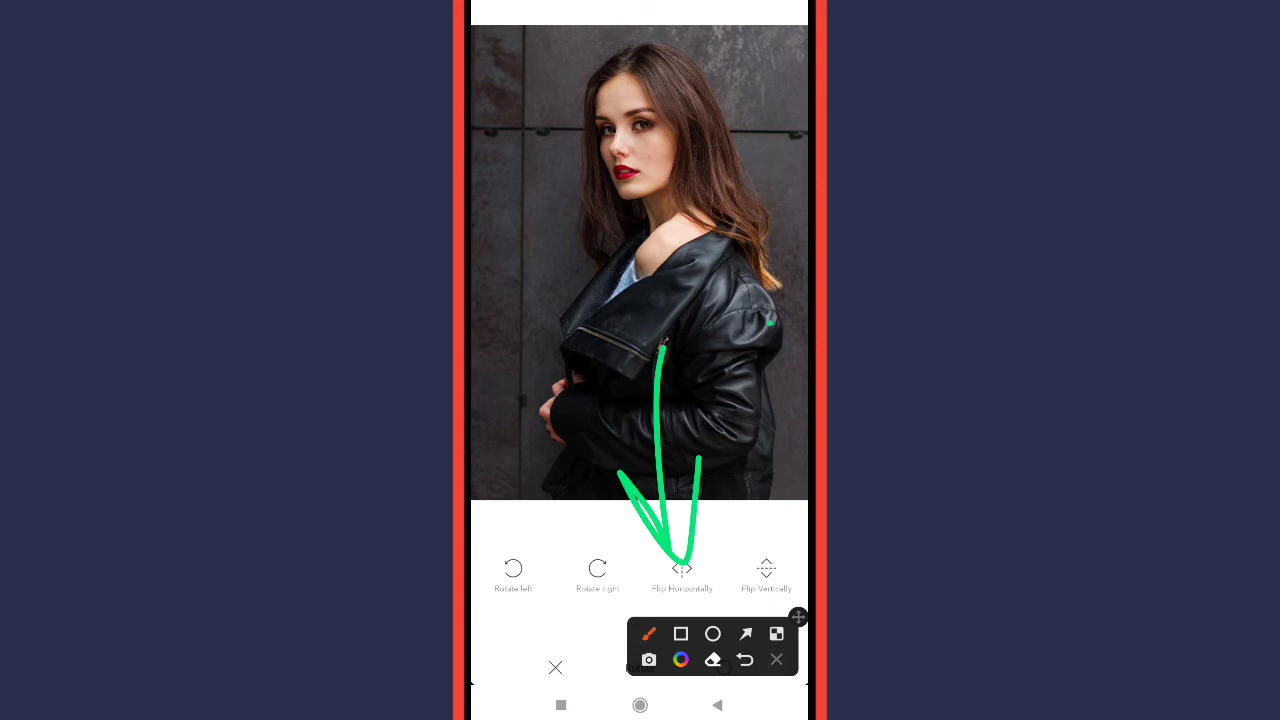 Rotate left
Rotate right
Flip Horizontally
Flip Vertically